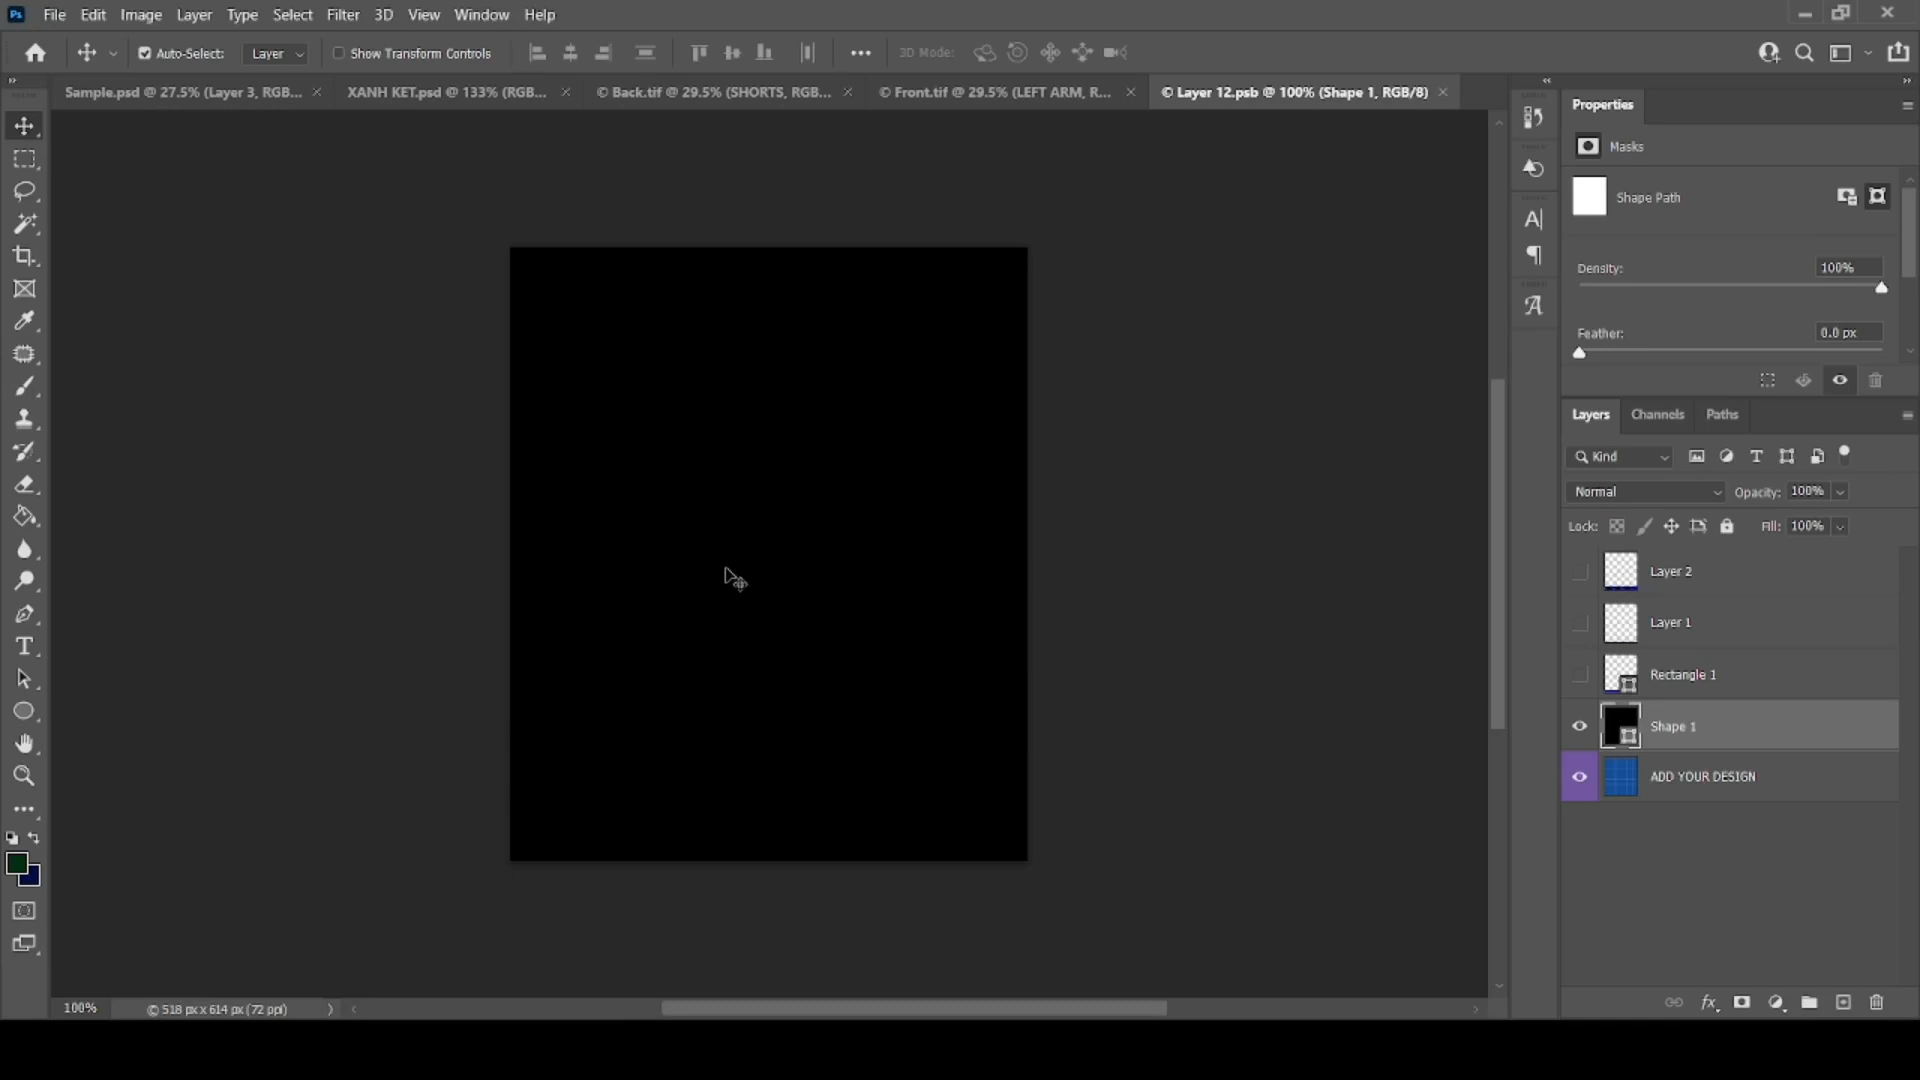 Ps File Edit Image Layer Type Select Filter 3D View Window Help
Auto-Select: Layer Show Transform Controls 3D Mode:
Sample.psd @ 27.5% (Layer 3, RGB... XANH KET.psd @ 133% (RGB... © Back.tif @ 29.5% (SHORTS, RGB... © Front.tif @ 29.5% (LEFT ARM, R... © Layer 12.psb @ 100% (Shape 1, RGB/8)
Properties
Masks
Shape Path
Density: 100%
Feather: 0.0 px
Layers Channels Paths
Kind
Normal Opacity: 100%
Lock: Fill: 100%
Layer 2
Layer 1
Rectangle 1
Shape 1
ADD YOUR DESIGN
100% © 518 px x 614 px (72 ppi)